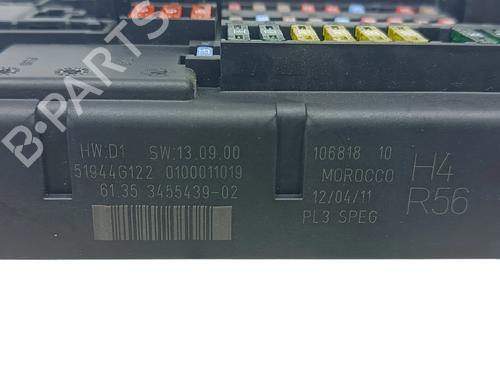 B-PARTS
HW:D1 SW:13.09.00
51944G122 0100011019
61.35 3455439-02
106818 10
MOROCCO
12/04/11
PL3 SPEG
H4
R56